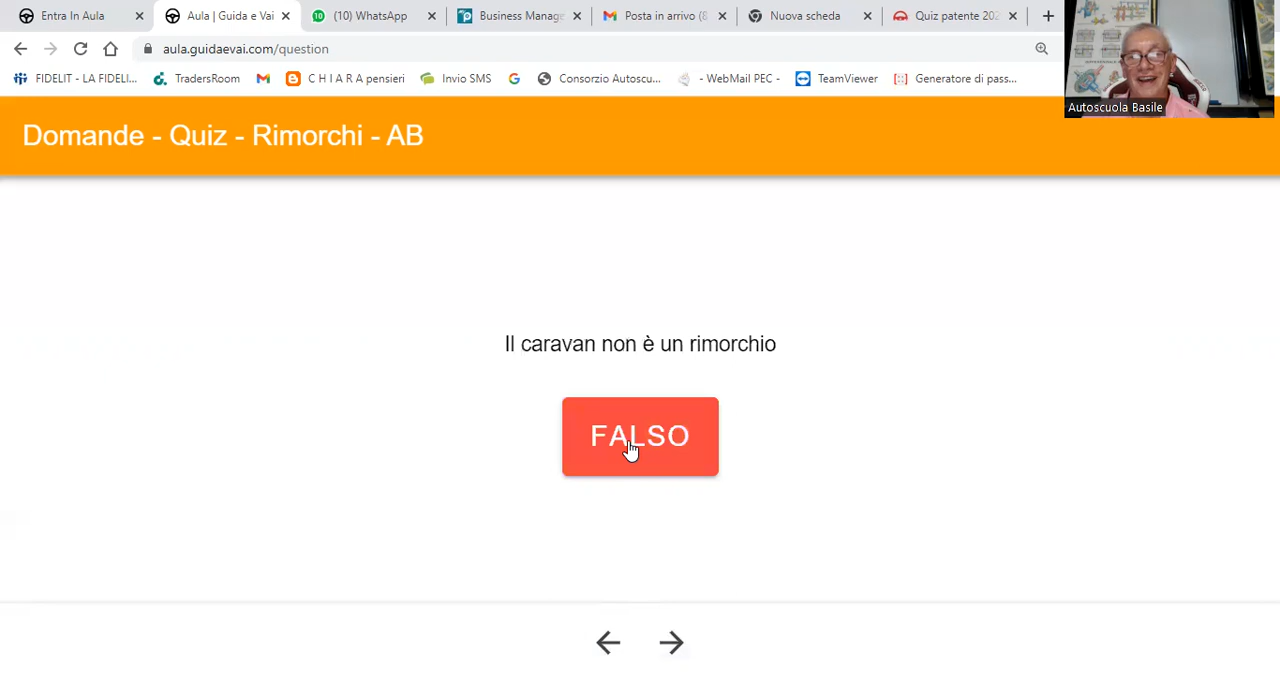 Entra In Aula
Aula | Guida e Vai
(10) WhatsApp
Business Manage
Posta in arrivo (8
Nuova scheda
Quiz patente 202
aula.guidaevai.com/question
FIDELIT - LA FIDELI...
TradersRoom
C H I A R A pensieri
Invio SMS
Consorzio Autoscu...
- WebMail PEC -
TeamViewer
Generatore di pass...
Autoscuola Basile
Domande - Quiz - Rimorchi - AB
Il caravan non è un rimorchio
FALSO